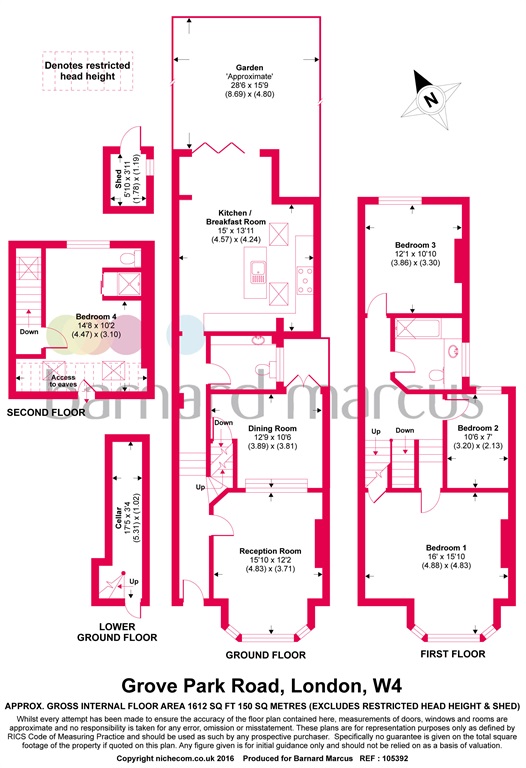 Denotes restricted
head height
Garden
'Approximate'
28'6 x 15'9
(8.69) x (4.80)
N
Shed
5'10 x 3'11
(1.78) x (1.19)
Kitchen /
Breakfast Room
15' x 13'11
(4.57) x (4.24)
Bedroom 3
12'1 x 10'10
(3.86) x (3.30)
Down
Bedroom 4
14'8 x 10'2
(4.47) x (3.10)
Access
to eaves
SECOND FLOOR
barnard marcus
Down
Dining Room
12'9 x 10'6
(3.89) x (3.81)
Up
Up
Down
Bedroom 2
10'6 x 7'
(3.20) x (2.13)
Cellar
17'5 x 3'4
(5.31) x (1.02)
Up
LOWER
GROUND FLOOR
Reception Room
15'10 x 12'2
(4.83) x (3.71)
GROUND FLOOR
Bedroom 1
16' x 15'10
(4.88) x (4.83)
FIRST FLOOR
Grove Park Road, London, W4
APPROX. GROSS INTERNAL FLOOR AREA 1612 SQ FT 150 SQ METRES (EXCLUDES RESTRICTED HEAD HEIGHT & SHED)
Whilst every attempt has been made to ensure the accuracy of the floor plan contained here, measurements of doors, windows and rooms are
approximate and no responsibility is taken for any error, omission or misstatement. These plans are for representation purposes only as defined by
RICS Code of Measuring Practice and should be used as such by any prospective purchaser. Specifically no guarantee is given on the total square
footage of the property if quoted on this plan. Any figure given is for initial guidance only and should not be relied on as a basis of valuation.
Copyright nichecom.co.uk 2016 Produced for Barnard Marcus REF : 105392